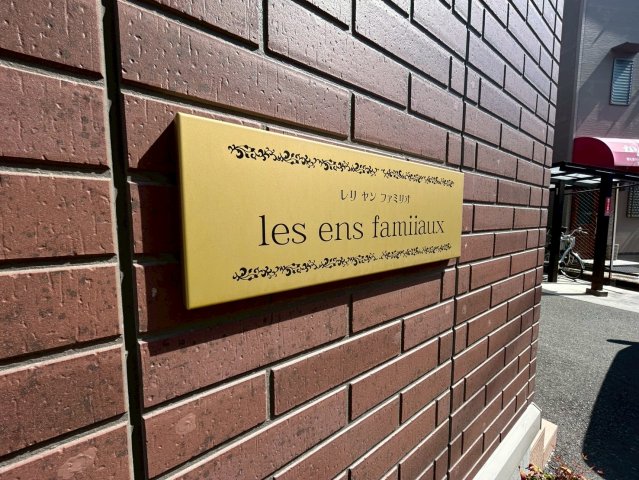 レリ ヤン ファミリオ
les ens famiiaux